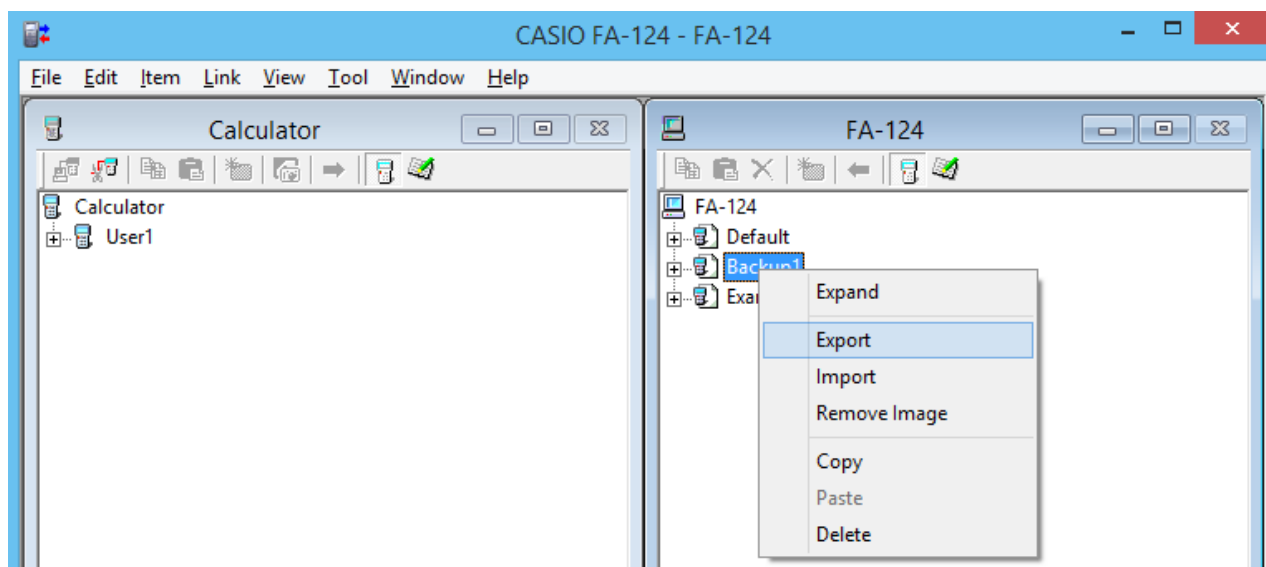 CASIO FA-124 - FA-124
File Edit Item Link View Tool Window Help
Calculator
Calculator
User1
FA-124
FA-124
Default
Backup1
Expand
Export
Import
Remove Image
Copy
Paste
Delete